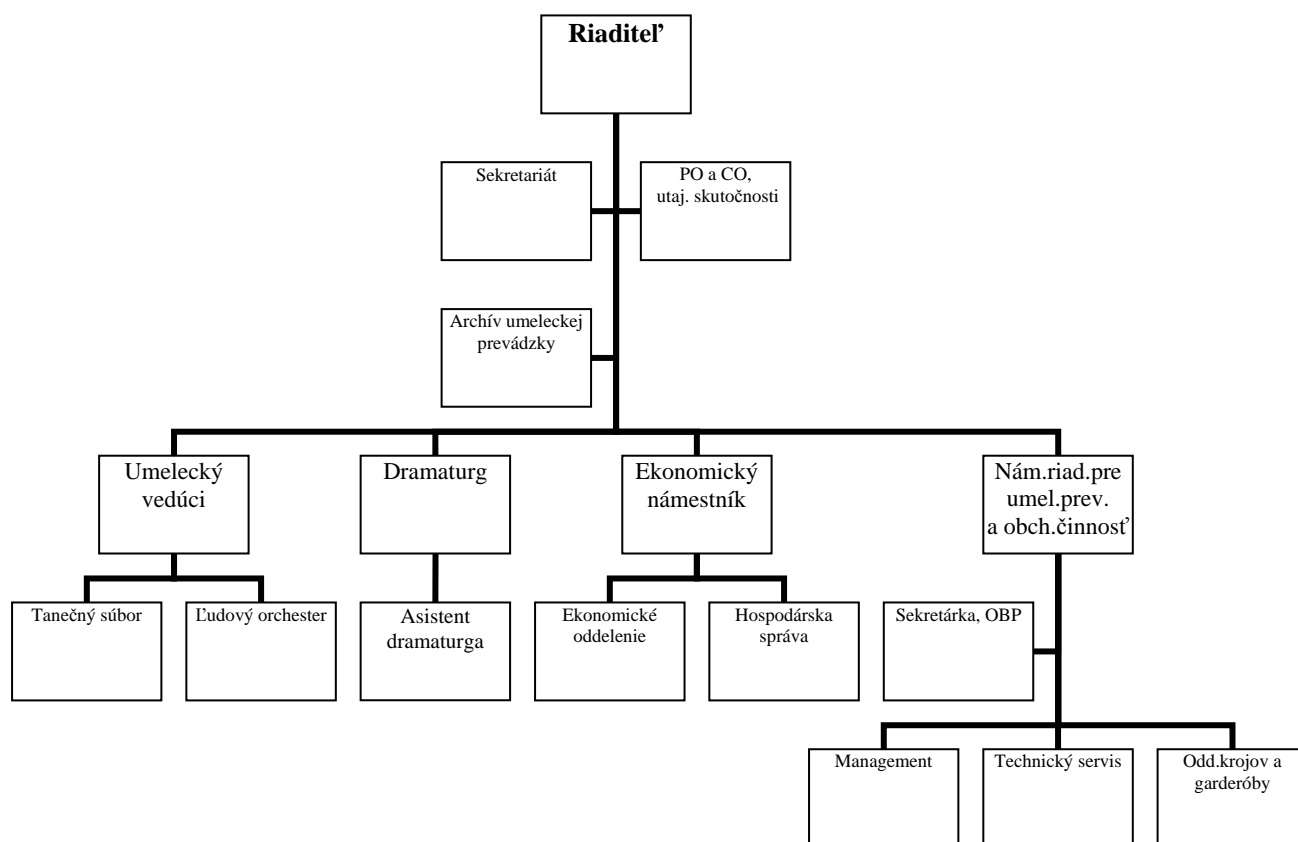 Riaditeľ
Sekretariát
PO a CO,
utaj. skutočnosti
Archív umeleckej
prevádzky
Umelecký
vedúci
Dramaturg
Ekonomický
námestník
Nám.riad.pre
umel.prev.
a obch.činnosť
Tanečný súbor
Ľudový orchester
Asistent
dramaturga
Ekonomické
oddelenie
Hospodárska
správa
Sekretárka, OBP
Management
Technický servis
Odd.krojov a
garderóby